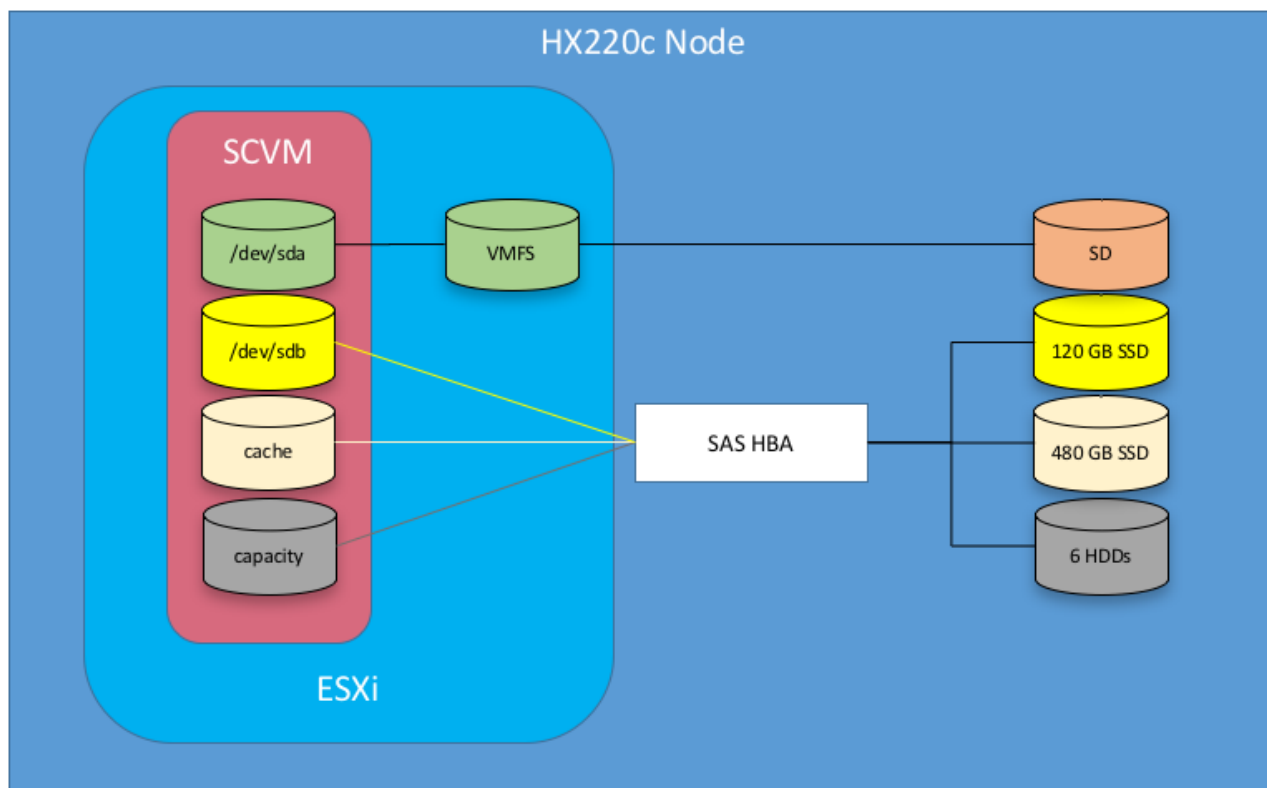 HX220c Node
SCVM
/dev/sda
VMFS
SD
/dev/sdb
120 GB SSD
cache
SAS HBA
480 GB SSD
capacity
6 HDDs
ESXi